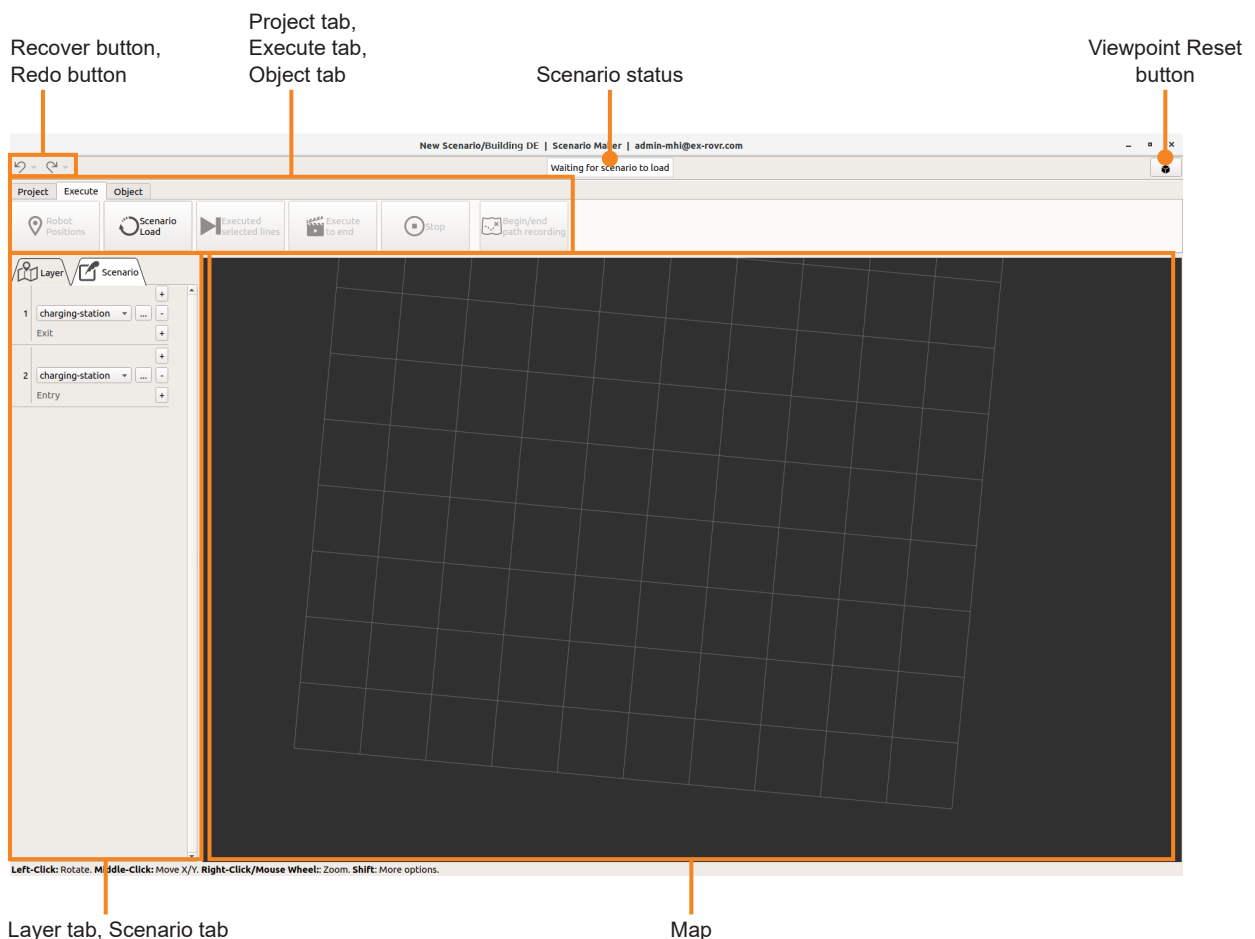 Project tab,
Recover button,
Execute tab,
Viewpoint Reset
Redo button
Object tab
Scenario status
button
New Scenario/Building DE | Scenario Maker | admin-mhi@ex-rovr.com
Waiting for scenario to load
Project Execute Object
Robot
Positions
Scenario
Load
Executed
selected lines
Execute
to end
Stop
Begin/end
path recording
Layer Scenario
+
1 charging-station ... -
Exit +
+
2 charging-station ... -
Entry +
Left-Click: Rotate. Middle-Click: Move X/Y. Right-Click/Mouse Wheel:: Zoom. Shift: More options.
Layer tab, Scenario tab
Map